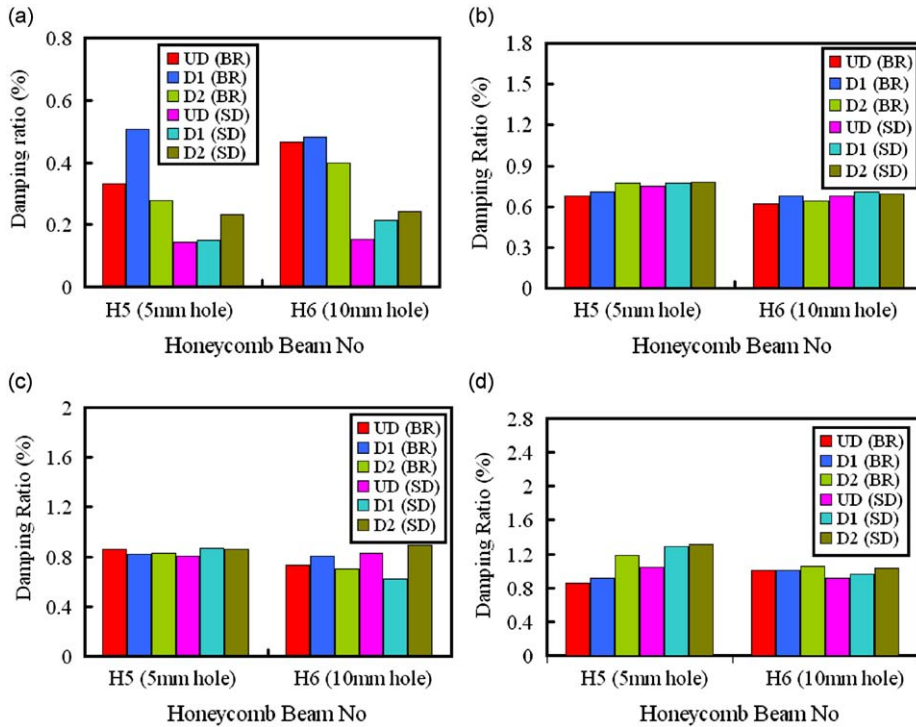 (a)
Damping ratio (%)
0.8
0.6
0.4
0.2
0
UD (BR)
D1 (BR)
D2 (BR)
UD (SD)
D1 (SD)
D2 (SD)
H5 (5mm hole)
H6 (10mm hole)
Honeycomb Beam No
(b)
Damping Ratio (%)
1.8
1.5
1.2
0.9
0.6
0.3
0
UD (BR)
D1 (BR)
D2 (BR)
UD (SD)
D1 (SD)
D2 (SD)
H5 (5mm hole)
H6 (10mm hole)
Honeycomb Beam No
(c)
Damping Ratio (%)
2
1.6
1.2
0.8
0.4
0
UD (BR)
D1 (BR)
D2 (BR)
UD (SD)
D1 (SD)
D2 (SD)
H5 (5mm hole)
H6 (10mm hole)
Honeycomb Beam No
(d)
Damping Ratio (%)
2.8
2.4
2
1.6
1.2
0.8
0.4
0
UD (BR)
D1 (BR)
D2 (BR)
UD (SD)
D1 (SD)
D2 (SD)
H5 (5mm hole)
H6 (10mm hole)
Honeycomb Beam No